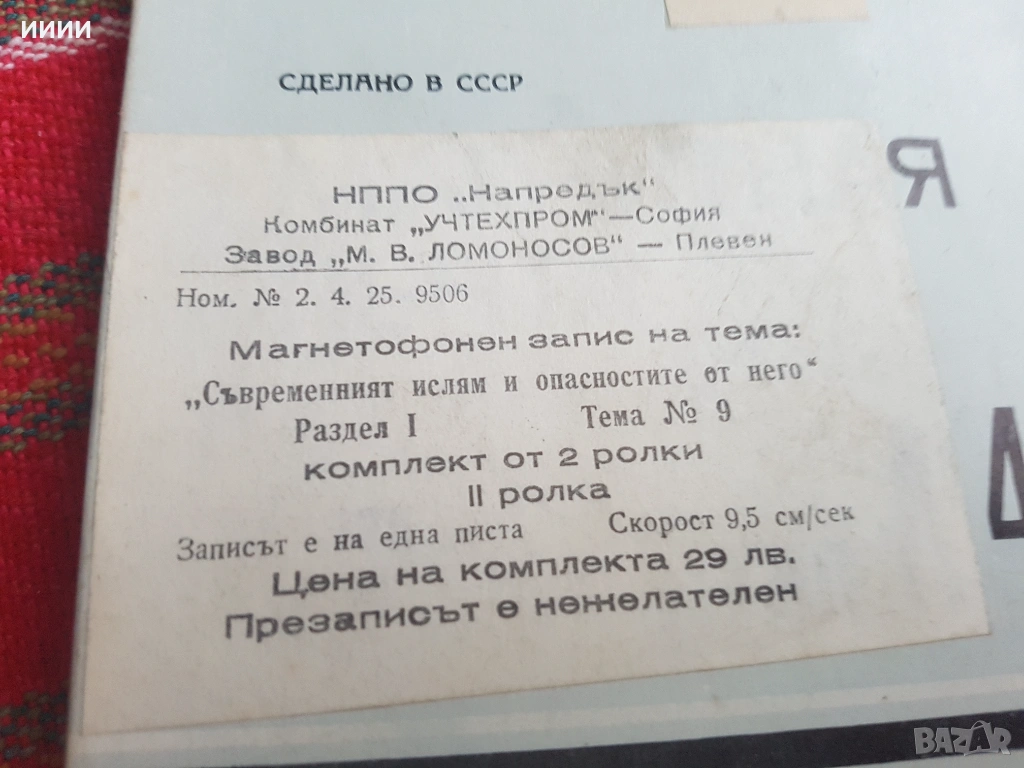 ииии
СДЕЛАНО В СССР
Я
НППО „Напредък"
Комбинат „УЧТЕХПРОМ"—София
Завод „М. В. ЛОМОНОСОВ" — Плевен
Ном. № 2. 4. 25. 9506
Магнетофонен запис на тема:
„Съвременният ислям и опасностите от него"
Раздел I Тема № 9
комплект от 2 ролки
II ролка
Записът е на една писта Скорост 9,5 см/сек
Цена на комплекта 29 лв.
Презаписът е нежелателен
BAZAR